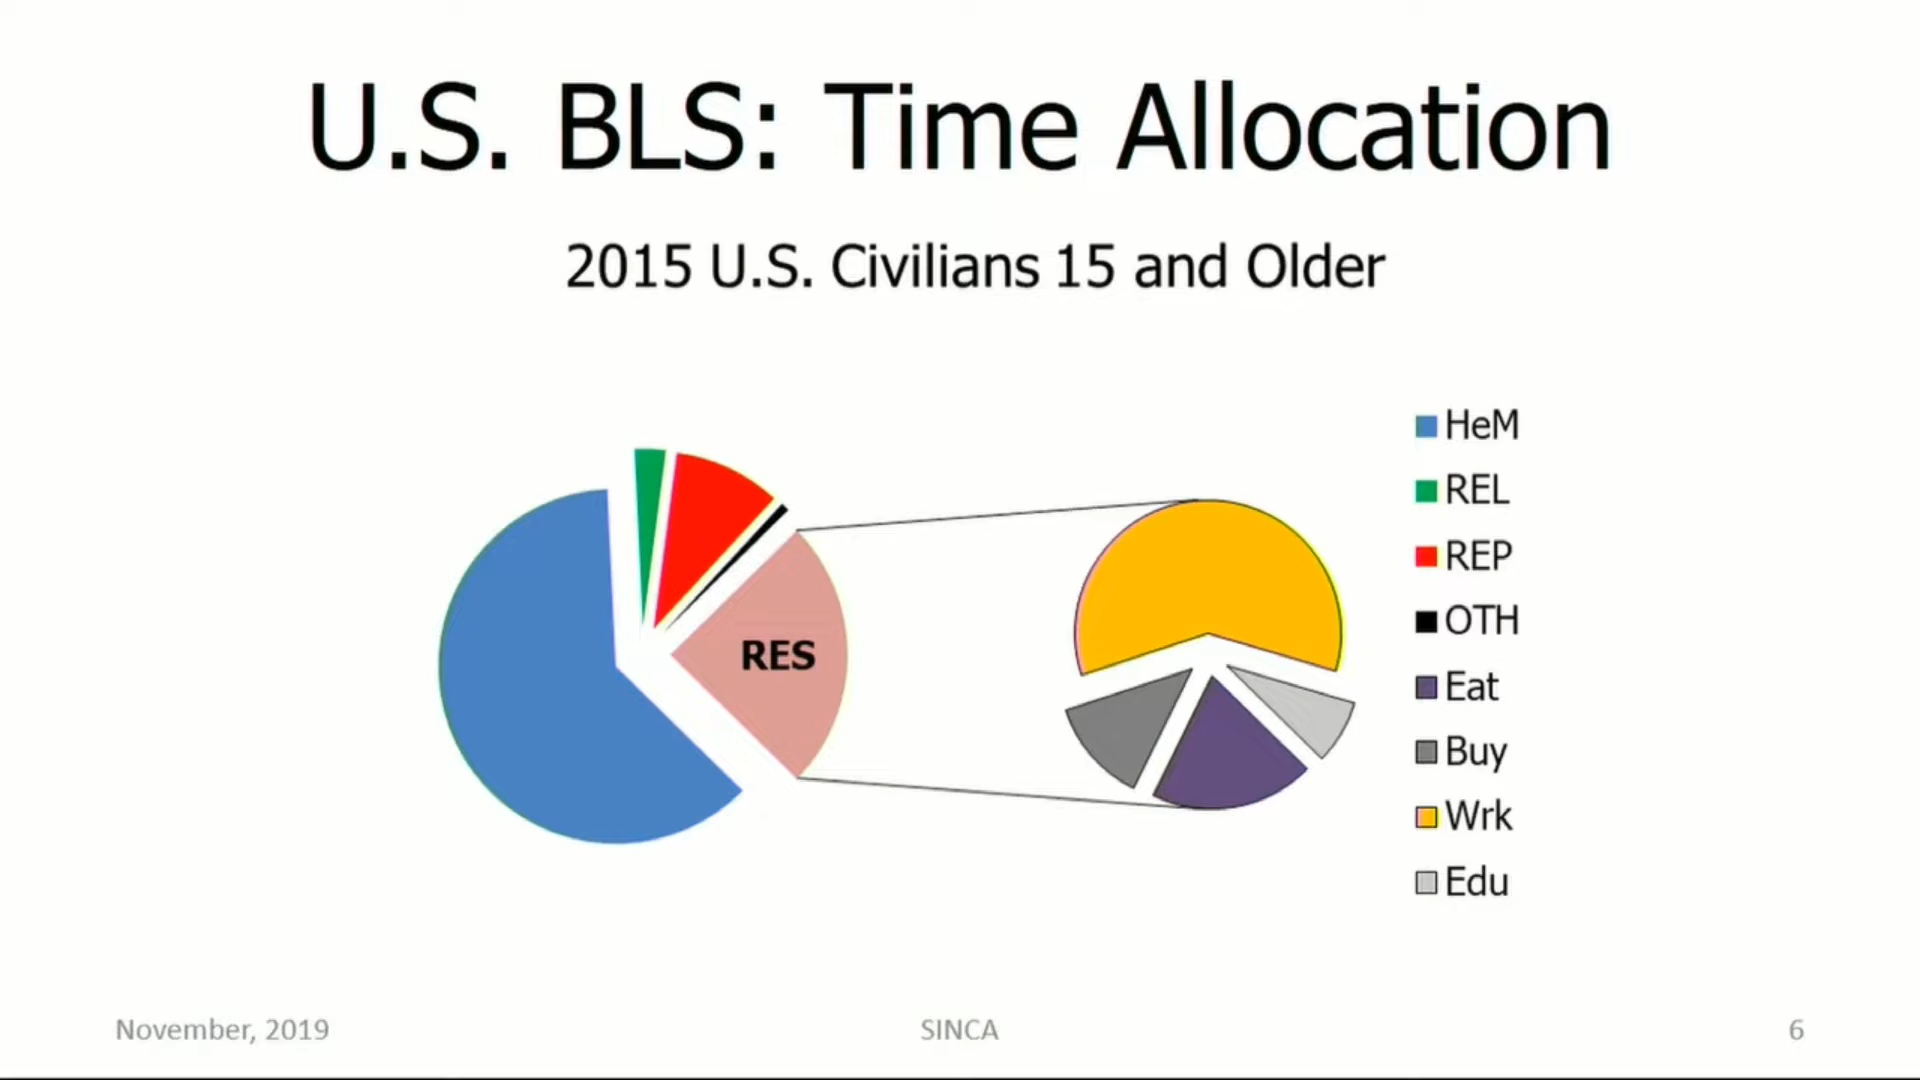 U.S. BLS: Time Allocation
2015 U.S. Civilians 15 and Older
RES
HeM
REL
REP
OTH
Eat
Buy
Wrk
Edu
November, 2019
SINCA
6